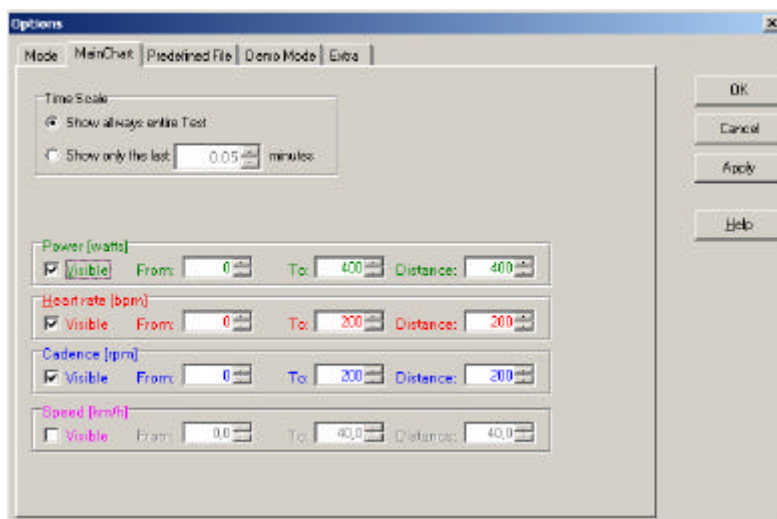 Options
Mode MainChart Predefined File Demo Mode Extra
Time Scale
Show allways entire Test
Show only the last 0.05 minutes
OK
Cancel
Apply
Help
Power [watts]
Visible From: 0 To: 400 Distance: 400
Heart rate [bpm]
Visible From: 0 To: 200 Distance: 200
Cadence [rpm]
Visible From: 0 To: 200 Distance: 200
Speed [km/h]
Visible From: 0,0 To: 40,0 Distance: 40,0